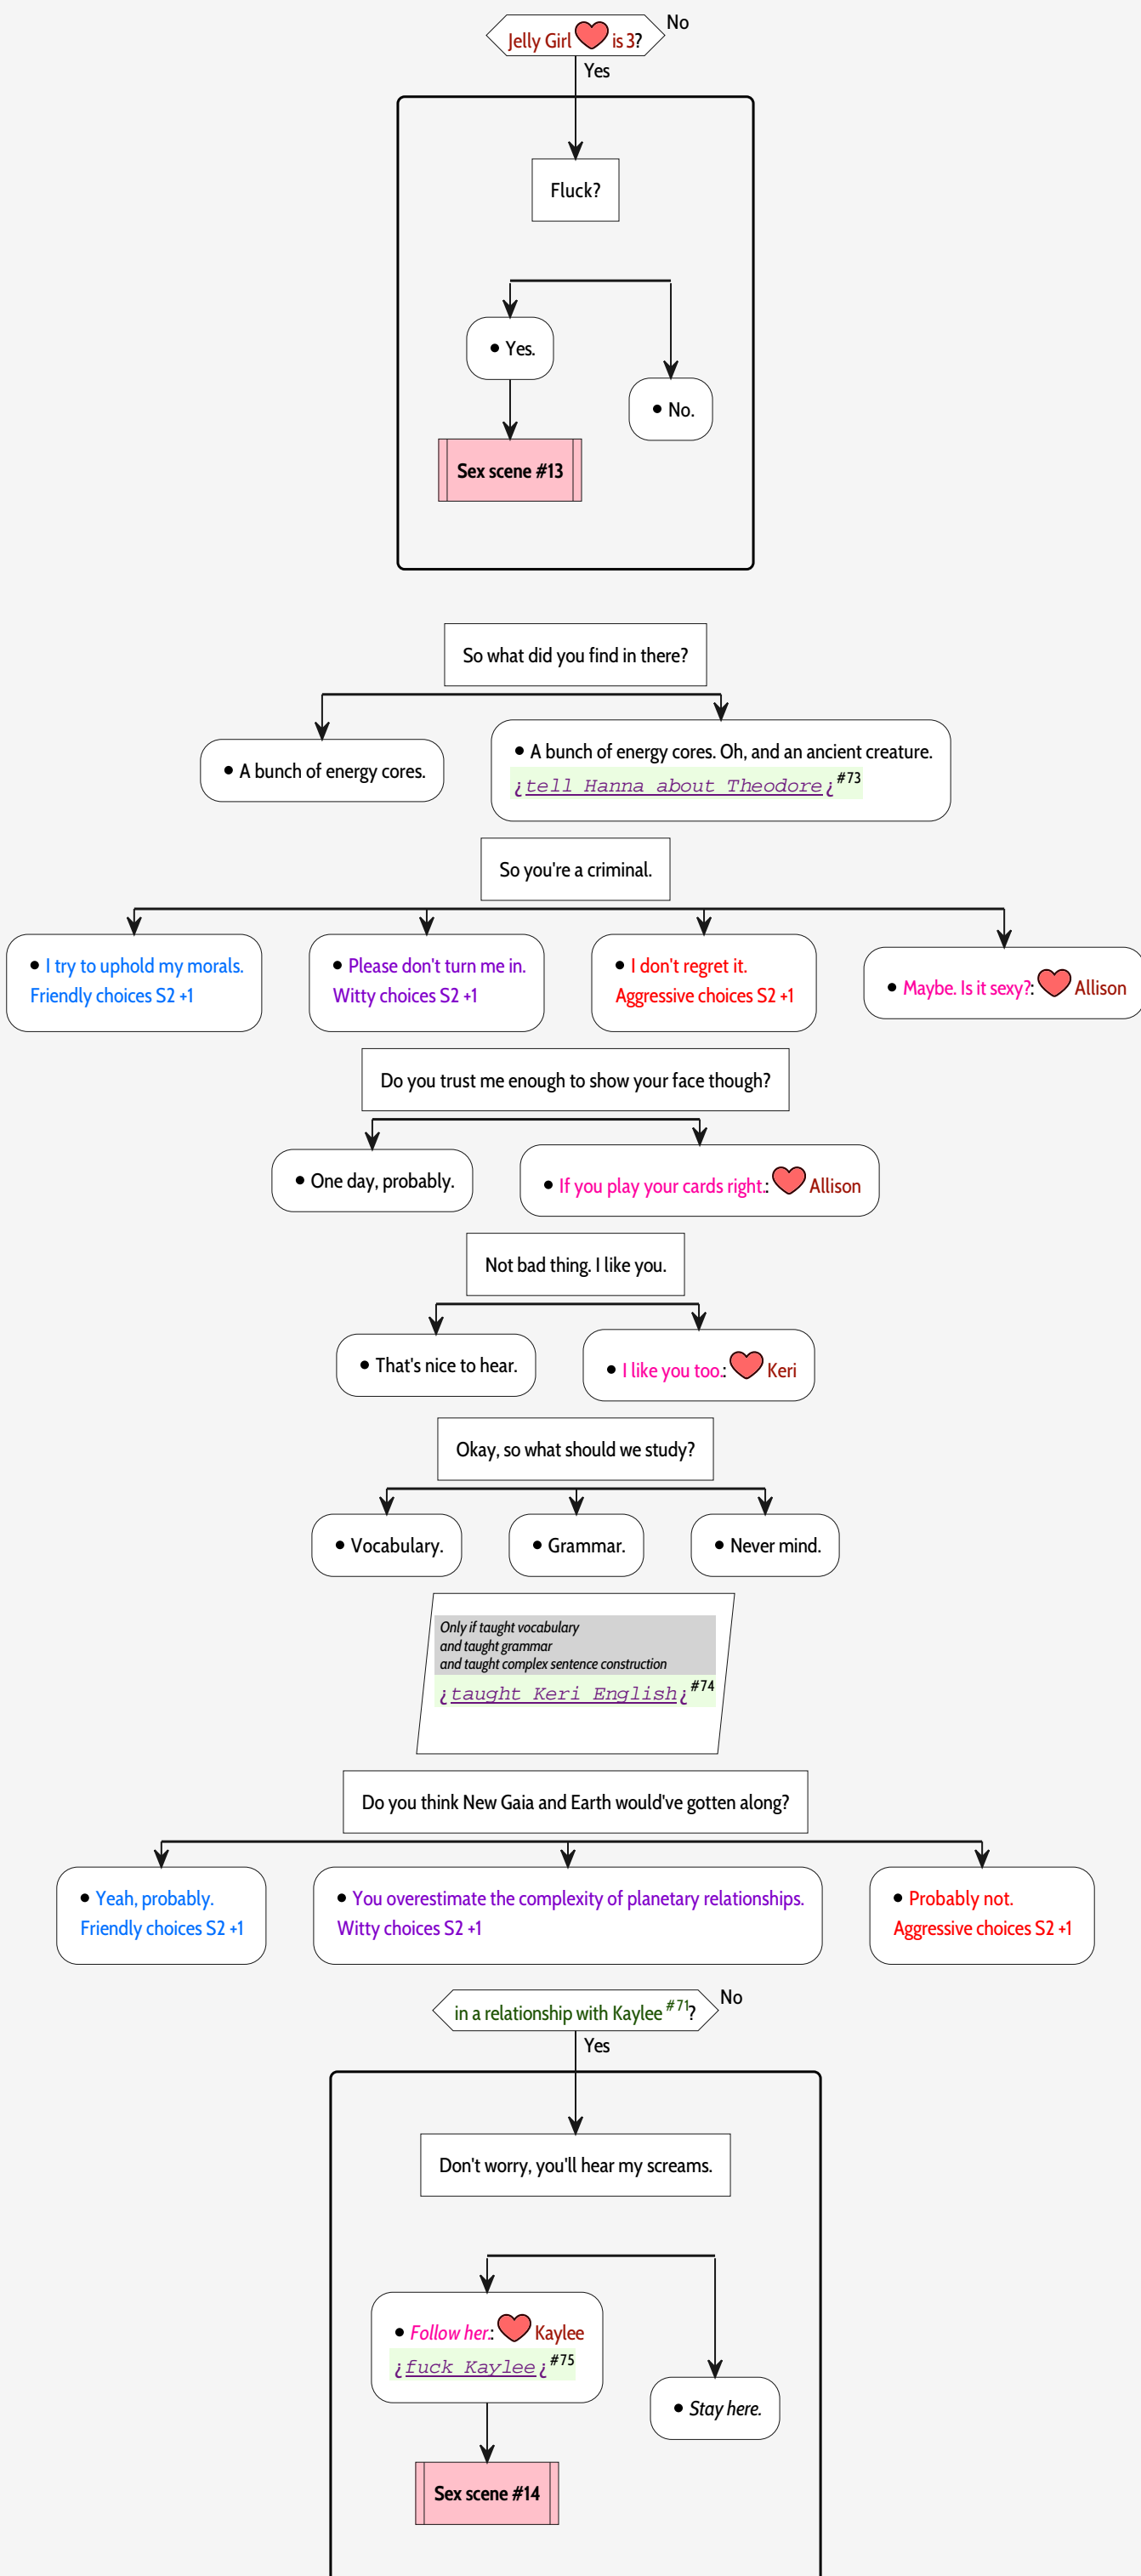 Jelly Girl is 3?
No
Yes
Fluck?
• Yes.
• No.
Sex scene #13
So what did you find in there?
• A bunch of energy cores.
• A bunch of energy cores. Oh, and an ancient creature.
¿tell Hanna about Theodore¿#73
So you're a criminal.
• I try to uphold my morals.
Friendly choices S2 +1
• Please don't turn me in.
Witty choices S2 +1
• I don't regret it.
Aggressive choices S2 +1
• Maybe. Is it sexy?: Allison
Do you trust me enough to show your face though?
• One day, probably.
• If you play your cards right.: Allison
Not bad thing. I like you.
• That's nice to hear.
• I like you too.: Keri
Okay, so what should we study?
• Vocabulary.
• Grammar.
• Never mind.
Only if taught vocabulary
and taught grammar
and taught complex sentence construction
¿taught Keri English¿#74
Do you think New Gaia and Earth would've gotten along?
• Yeah, probably.
Friendly choices S2 +1
• You overestimate the complexity of planetary relationships.
Witty choices S2 +1
• Probably not.
Aggressive choices S2 +1
in a relationship with Kaylee #71?
No
Yes
Don't worry, you'll hear my screams.
• Follow her.: Kaylee
¿fuck Kaylee¿#75
• Stay here.
Sex scene #14